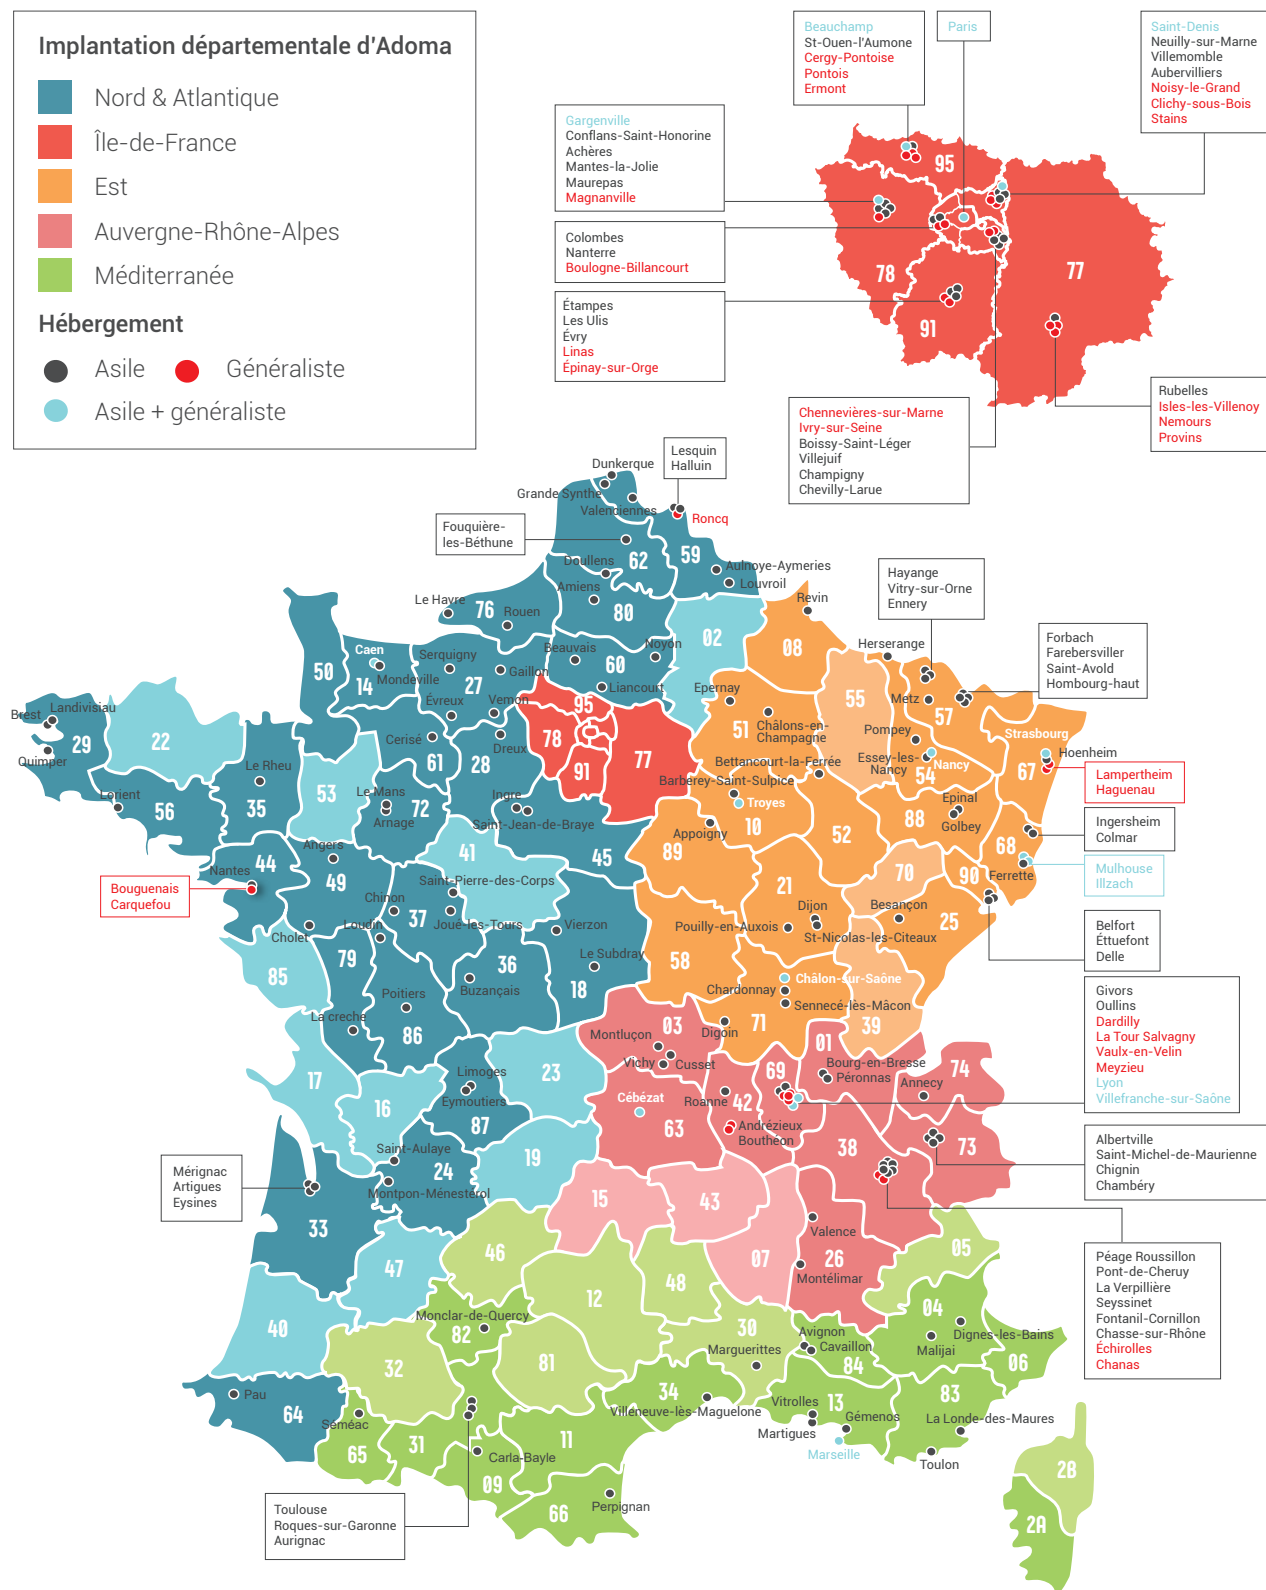 Implantation départementale d'Adoma
Nord & Atlantique
Île-de-France
Est
Auvergne-Rhône-Alpes
Méditerranée
Hébergement
Asile
Généraliste
Asile + généraliste
Beauchamp
St-Ouen-l'Aumone
Cergy-Pontoise
Pontois
Ermont
Paris
Saint-Denis
Neuilly-sur-Marne
Villemomble
Aubervilliers
Noisy-le-Grand
Clichy-sous-Bois
Stains
Gargenville
Conflans-Saint-Honorine
Achères
Mantes-la-Jolie
Maurepas
Magnanville
Colombes
Nanterre
Boulogne-Billancourt
Étampes
Les Ulis
Évry
Linas
Épinay-sur-Orge
95
78
77
91
Chennevières-sur-Marne
Ivry-sur-Seine
Boissy-Saint-Léger
Villejuif
Champigny
Chevilly-Larue
Rubelles
Isles-les-Villenoy
Nemours
Provins
Lesquin
Halluin
Dunkerque
Grande Synthe
Valenciennes
Roncq
Fouquière-
les-Béthune
62
59
Doullens
Aulnoye-Aymeries
Louvroil
Amiens
80
Le Havre
76
Rouen
02
Revin
08
Hayange
Vitry-sur-Orne
Ennery
Forbach
Farebersviller
Saint-Avold
Hombourg-haut
Herserange
50
Caen
Mondeville
14
Serquigny
Gaillon
27
Évreux
Vernon
Beauvais
60
Noyon
Liancourt
Epernay
51
Châlons-en-
Champagne
55
Metz
57
Pompey
Essey-les-
Nancy
Nancy
54
Strasbourg
Hoenheim
67
Lampertheim
Haguenau
Brest
Landivisiau
29
Quimper
22
Lorient
56
Le Rheu
35
53
Cerisé
61
28
Dreux
95
78
91
77
Bettancourt-la-Ferrée
Barberey-Saint-Sulpice
Troyes
10
52
88
Epinal
Golbey
Ingersheim
Colmar
68
Mulhouse
Illzach
Ferrette
90
Le Mans
Arnage
72
Ingre
Saint-Jean-de-Braye
45
41
Appoigny
89
70
Nantes
44
Bouguenais
Carquefou
Angers
49
Saint-Pierre-des-Corps
Chinon
37
Joué-les-Tours
Vierzon
21
Dijon
Pouilly-en-Auxois
St-Nicolas-les-Citeaux
Besançon
25
Belfort
Éttuefont
Delle
Cholet
Loudin
79
85
Le Subdray
36
Buzançais
18
58
Châlon-sur-Saône
Chardonnay
Sennecé-lès-Mâcon
Digoin
71
39
Givors
Oullins
Dardilly
La Tour Salvagny
Vaulx-en-Velin
Meyzieu
Lyon
Villefranche-sur-Saône
Poitiers
La creche
86
Montluçon
03
Vichy
Cusset
01
Bourg-en-Bresse
Péronnas
69
74
Annecy
17
16
Limoges
Eymoutiers
87
23
Cébézat
63
Roanne
42
Andrézieux
Bouthéon
38
73
Albertville
Saint-Michel-de-Maurienne
Chignin
Chambéry
Mérignac
Artigues
Eysines
Saint-Aulaye
24
Montpon-Ménesterol
19
33
15
43
07
Valence
26
Montélimar
Péage Roussillon
Pont-de-Cheruy
La Verpillière
Seyssinet
Fontanil-Cornillon
Chasse-sur-Rhône
Échirolles
Chanas
47
46
40
12
48
05
04
Dignes-les-Bains
Malijai
06
Monclar-de-Quercy
82
32
81
30
Marguerittes
Avignon
Cavaillon
84
Pau
64
34
Villeneuve-lès-Maguelone
Vitrolles
13
Martigues
Gémenos
Marseille
83
La Londe-des-Maures
Toulon
Séméac
65
31
11
Carla-Bayle
09
66
Perpignan
Toulouse
Roques-sur-Garonne
Aurignac
2B
2A